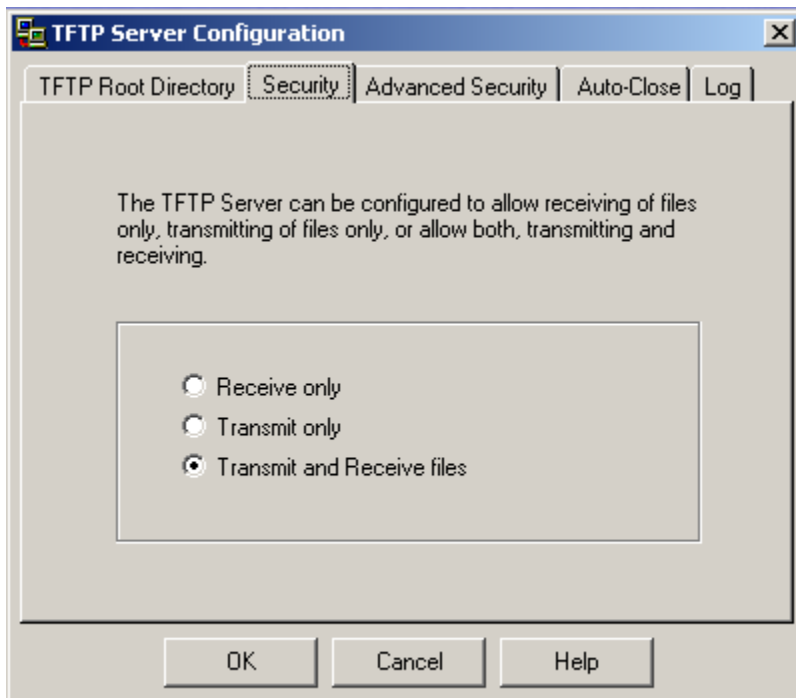 TFTP Server Configuration
TFTP Root Directory Security Advanced Security Auto-Close Log
The TFTP Server can be configured to allow receiving of files
only, transmitting of files only, or allow both, transmitting and
receiving.
Receive only
Transmit only
Transmit and Receive files
OK Cancel Help